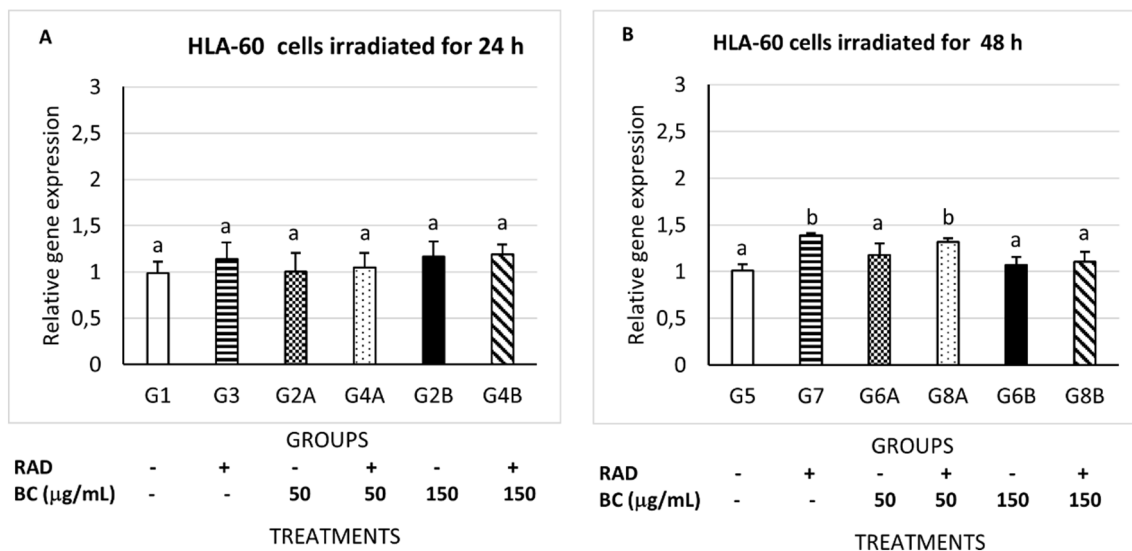 A
HLA-60 cells irradiated for 24 h
Relative gene expression
3
2,5
2
1,5
1
0,5
0
a a a a a a
G1 G3 G2A G4A G2B G4B
GROUPS
RAD - + - + - +
BC (μg/mL) - - 50 50 150 150
TREATMENTS
B
HLA-60 cells irradiated for 48 h
Relative gene expression
3
2,5
2
1,5
1
0,5
0
a b a b a a
G5 G7 G6A G8A G6B G8B
GROUPS
RAD - + - + - +
BC (μg/mL) - - 50 50 150 150
TREATMENTS